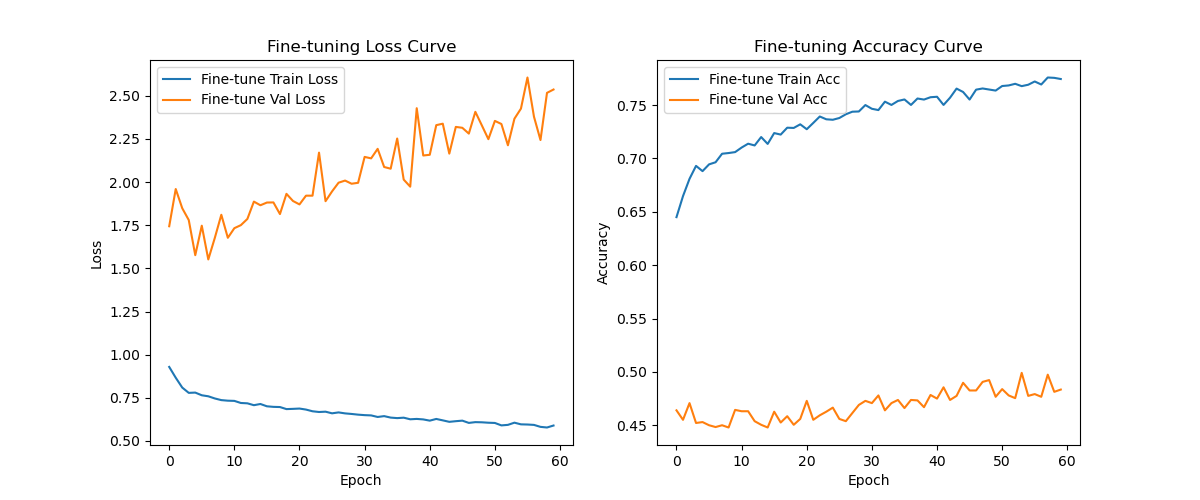 Fine-tuning Loss Curve
Fine-tune Train Loss
Fine-tune Val Loss
2.50
2.25
2.00
1.75
1.50
1.25
1.00
0.75
0.50
Loss
0 10 20 30 40 50 60
Epoch
Fine-tuning Accuracy Curve
Fine-tune Train Acc
Fine-tune Val Acc
0.75
0.70
0.65
0.60
0.55
0.50
0.45
Accuracy
0 10 20 30 40 50 60
Epoch